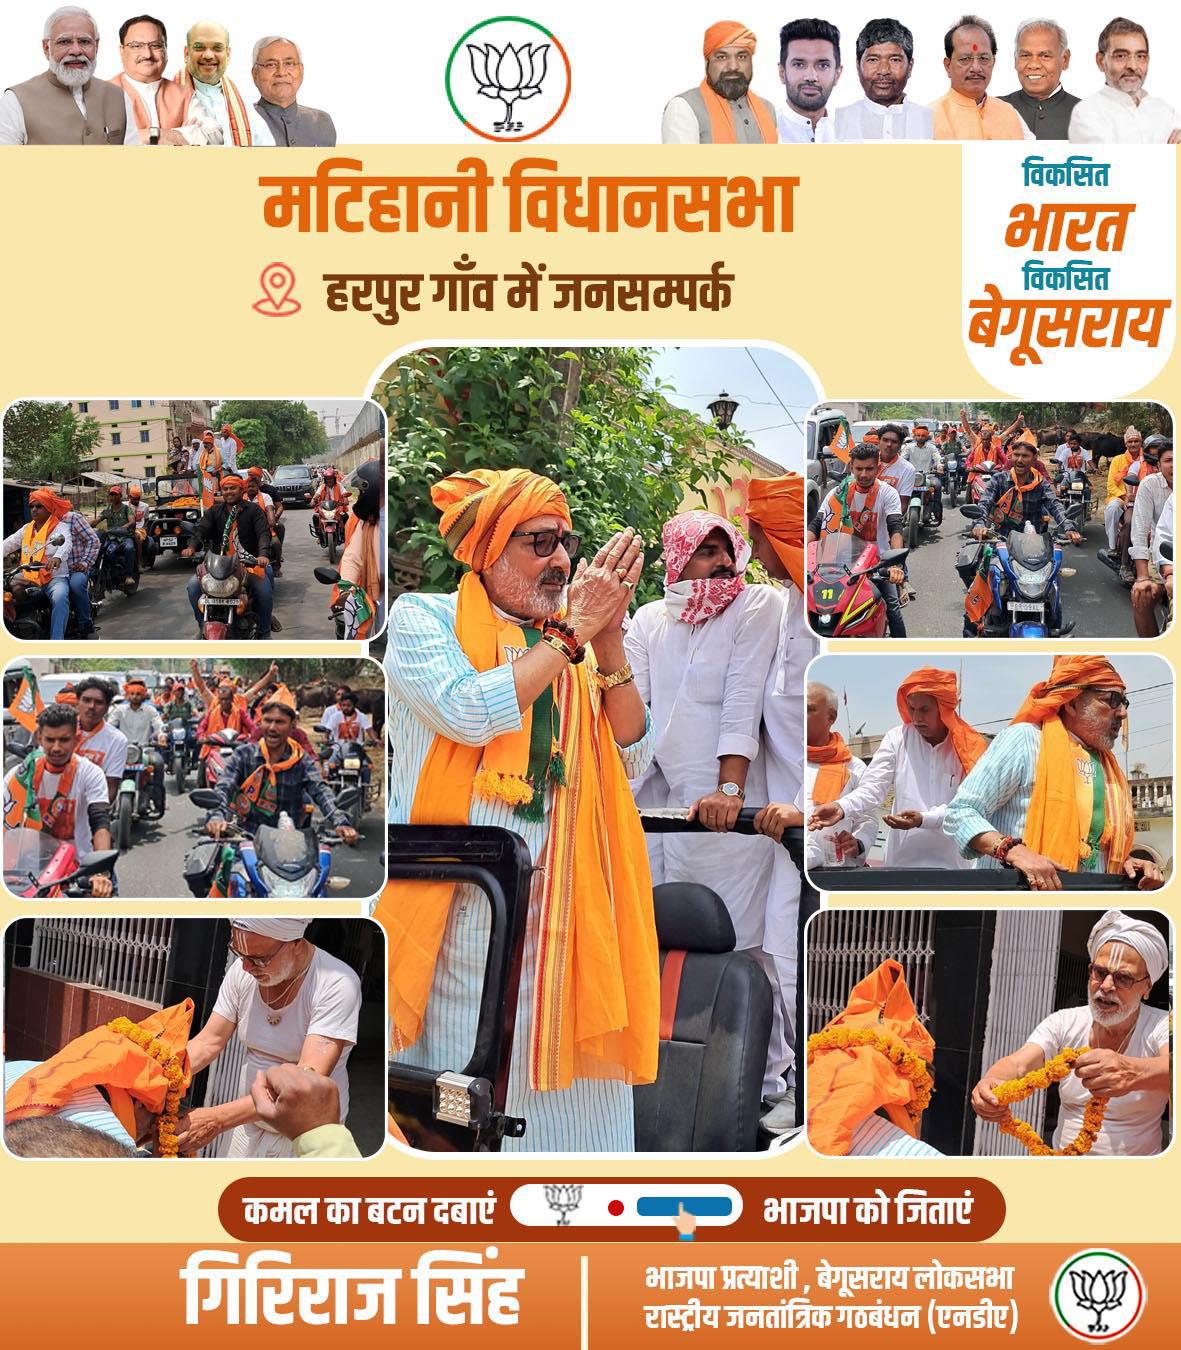 मटिहानी विधानसभा
हरपुर गाँव में जनसम्पर्क
विकसित
भारत
विकसित
बेगूसराय
11
कमल का बटन दबाएं
भाजपा को जिताएं
गिरिराज सिंह
भाजपा प्रत्याशी , बेगूसराय लोकसभा
रास्ट्रीय जनतांत्रिक गठबंधन (एनडीए)